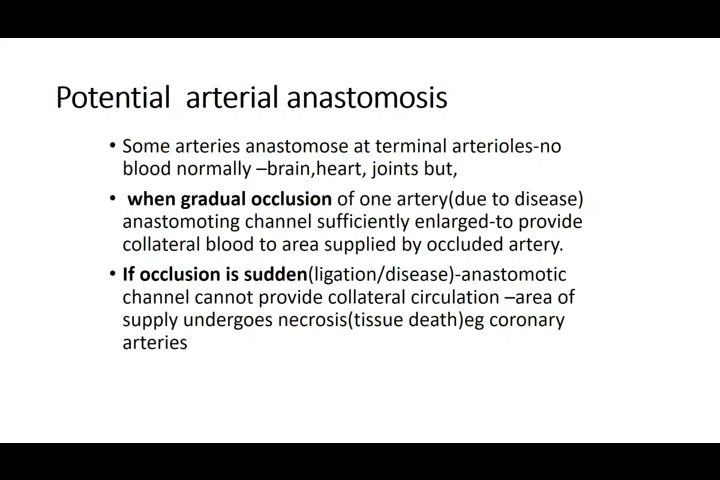 Potential  arterial anastomosis
• Some arteries anastomose at terminal arterioles-no
blood normally –brain,heart, joints but,
• when gradual occlusion of one artery(due to disease)
anastomoting channel sufficiently enlarged-to provide
collateral blood to area supplied by occluded artery.
• If occlusion is sudden(ligation/disease)-anastomotic
channel cannot provide collateral circulation –area of
supply undergoes necrosis(tissue death)eg coronary
arteries